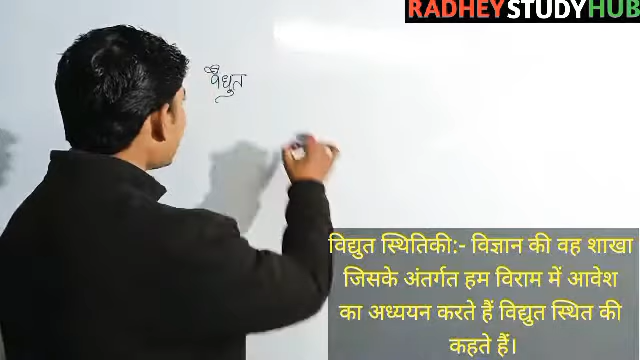 RADHEYSTUDYHUB
वैधुत
विद्युत स्थितिकी:- विज्ञान की वह शाखा
जिसके अंतर्गत हम विराम में आवेश
का अध्ययन करते हैं विद्युत स्थित की
कहते हैं।